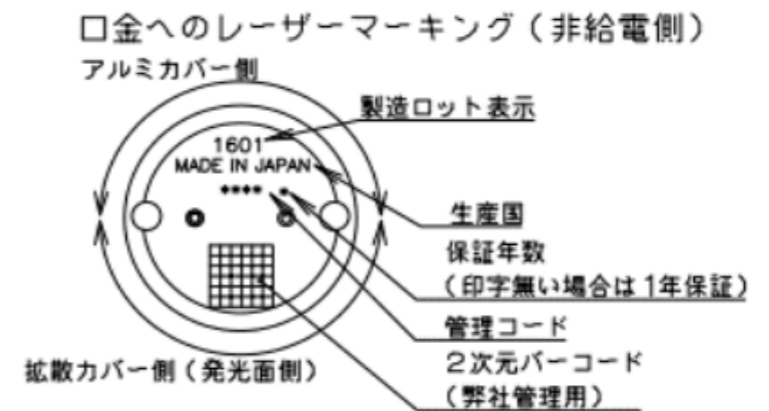 口金へのレーザーマーキング（非給電側）
アルミカバー側
製造ロット表示
1601
MADE IN JAPAN
生産国
保証年数
（印字無い場合は1年保証）
管理コード
2次元バーコード
（弊社管理用）
拡散カバー側（発光面側）